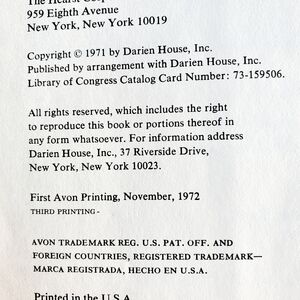 The Hearst Corp
959 Eighth Avenue
New York, New York 10019
Copyright © 1971 by Darien House, Inc.
Published by arrangement with Darien House, Inc.
Library of Congress Catalog Card Number: 73-159506.
All rights reserved, which includes the right
to reproduce this book or portions thereof in
any form whatsoever. For information address
Darien House, Inc., 37 Riverside Drive,
New York, New York 10023.
First Avon Printing, November, 1972
THIRD PRINTING -
AVON TRADEMARK REG. U.S. PAT. OFF. AND
FOREIGN COUNTRIES, REGISTERED TRADEMARK—
MARCA REGISTRADA, HECHO EN U.S.A.
Printed in the U.S.A.